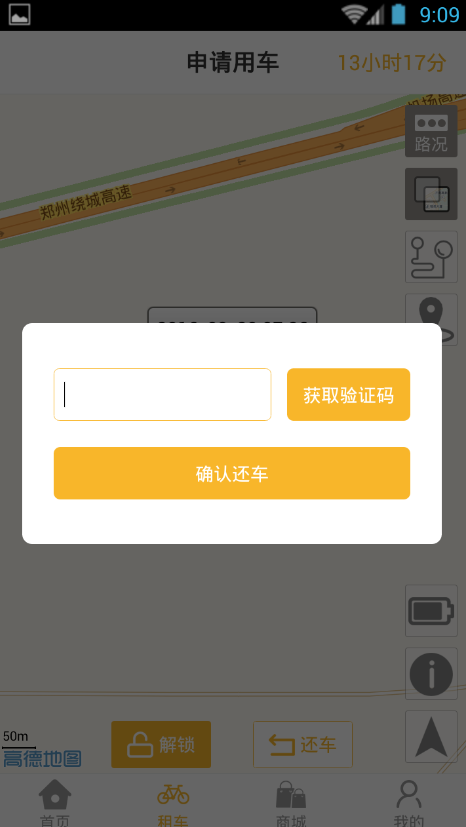 9:09
申请用车
13小时17分
机场高速
路况
郑州绕城高速
获取验证码
确认还车
50m
高德地图
解锁
还车
首页
租车
商城
我的